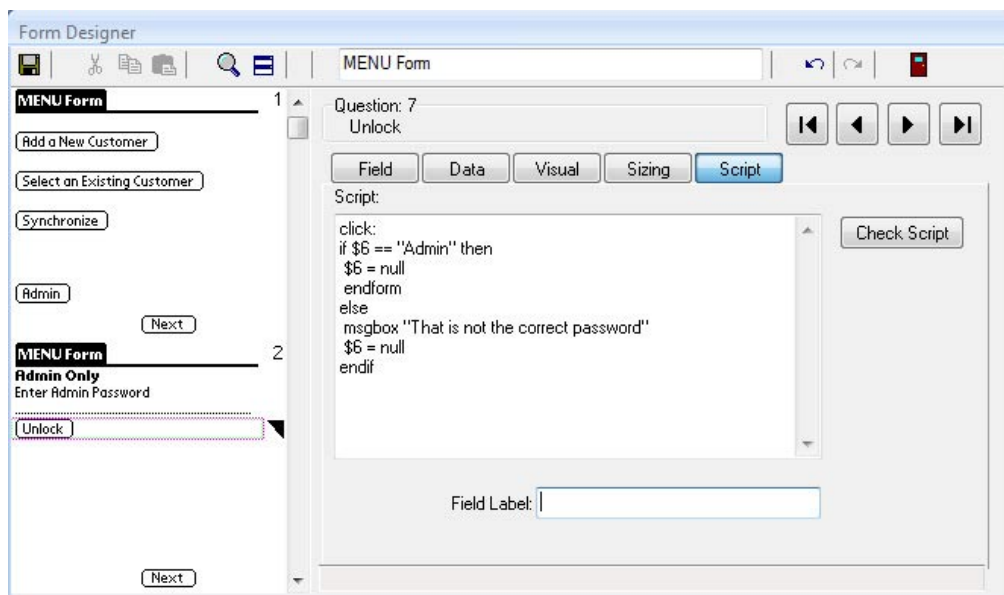 Form Designer
MENU Form
MENU Form 1
Add a New Customer
Select an Existing Customer
Synchronize
Admin
Next
MENU Form 2
Admin Only
Enter Admin Password
Unlock
Next
Question: 7
Unlock
Field Data Visual Sizing Script
Script:
click:
if $6 == "Admin" then
$6 = null
endform
else
msgbox "That is not the correct password"
$6 = null
endif
Check Script
Field Label: